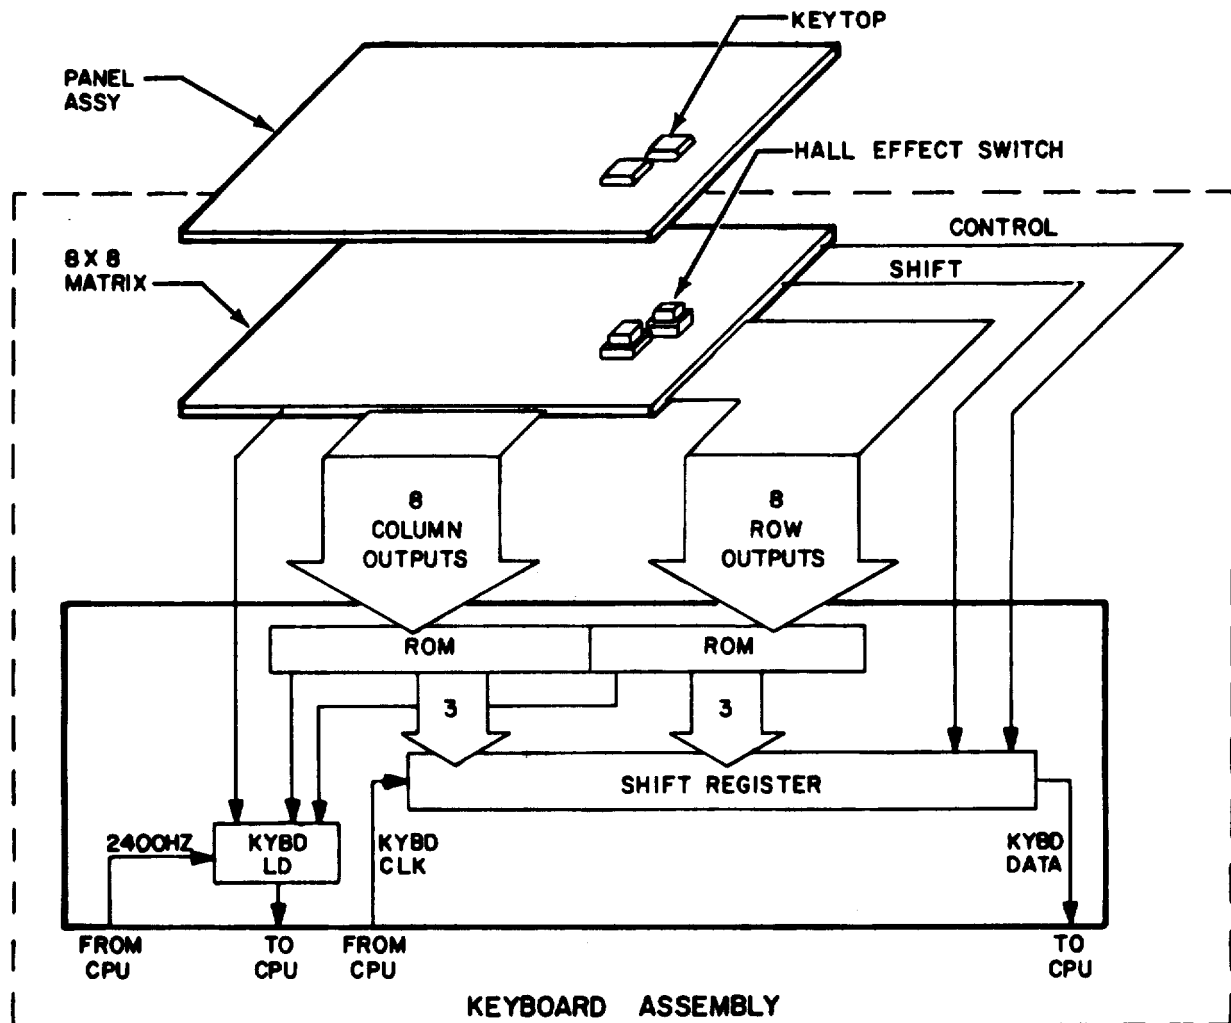 KEYTOP
PANEL
ASSY
HALL EFFECT SWITCH
CONTROL
8 X 8
MATRIX
SHIFT
8
COLUMN
OUTPUTS
8
ROW
OUTPUTS
ROM
ROM
3
3
SHIFT REGISTER
2400HZ
KYBD
LD
KYBD
CLK
KYBD
DATA
FROM
CPU
TO
CPU
FROM
CPU
TO
CPU
KEYBOARD ASSEMBLY